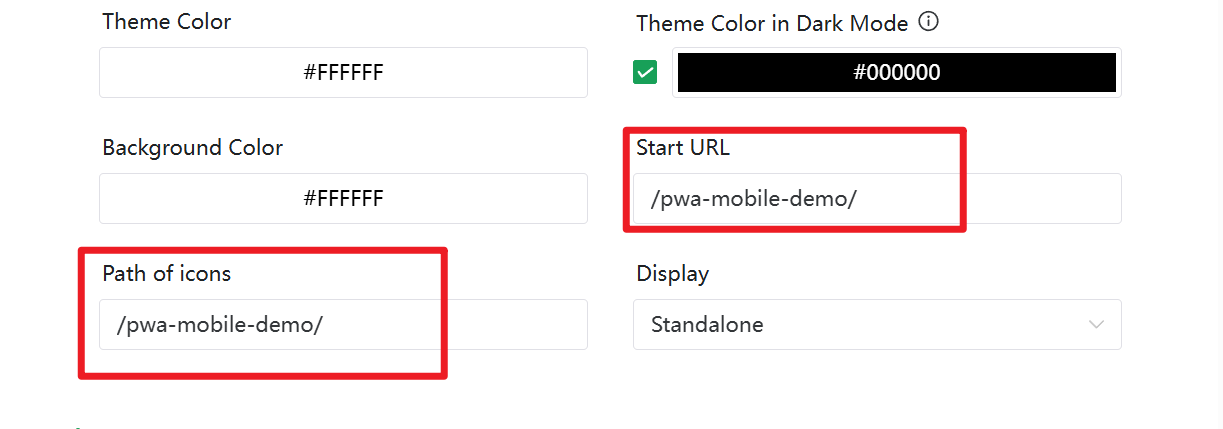 Theme Color
Theme Color in Dark Mode
#FFFFFF
#000000
Background Color
Start URL
#FFFFFF
/pwa-mobile-demo/
Path of icons
Display
/pwa-mobile-demo/
Standalone